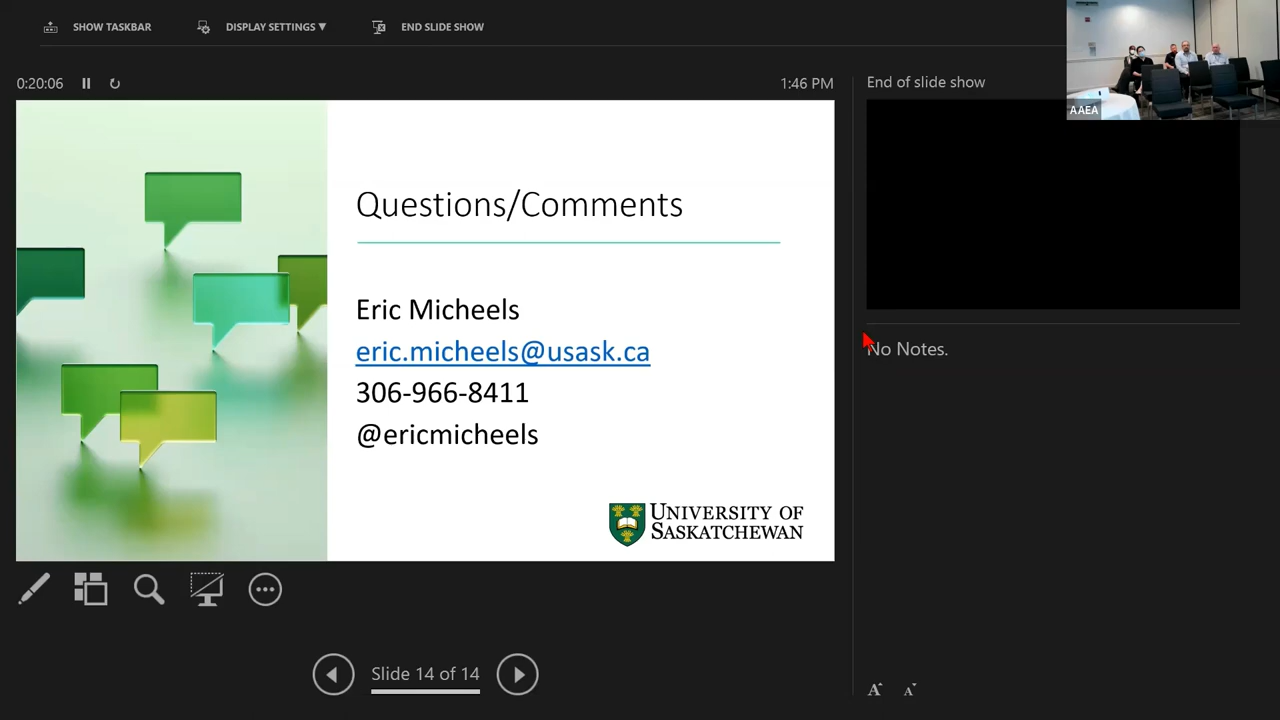 SHOW TASKBAR
DISPLAY SETTINGS ▼
END SLIDE SHOW
AAEA
0:20:06
1:46 PM
End of slide show
Questions/Comments
Eric Micheels
eric.micheels@usask.ca
306-966-8411
@ericmicheels
UNIVERSITY OF
SASKATCHEWAN
No Notes.
Slide 14 of 14
A A